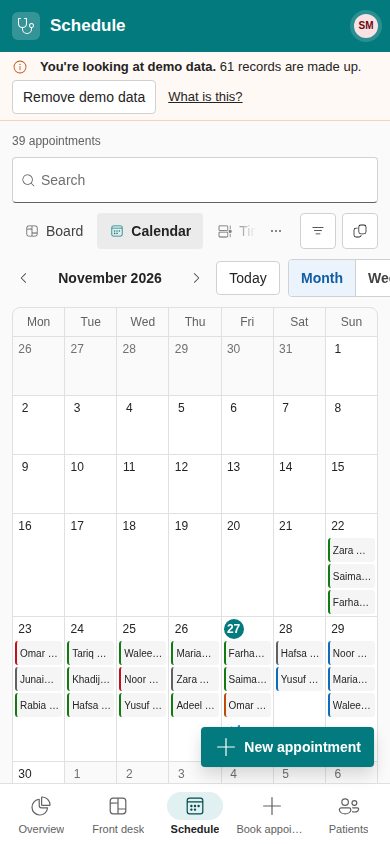 Schedule
SM
You're looking at demo data. 61 records are made up.
Remove demo data What is this?
39 appointments
Search
Board Calendar
November 2026 Today Month
Mon Tue Wed Thu Fri Sat Sun
26 27 28 29 30 31 1
2 3 4 5 6 7 8
9 10 11 12 13 14 15
16 17 18 19 20 21 22
Zara ...
Saima...
Farha...
23 24 25 26 27 28 29
Omar ... Tariq ... Walee... Maria... Farha... Hafsa ... Noor ...
Junai... Khadij... Noor ... Zara ... Saima... Yusuf ... Maria...
Rabia ... Hafsa ... Yusuf ... Adeel ... Omar ... Walee...
New appointment
30 1 2 3 4 5 6
Overview Front desk Schedule Book appoi... Patients